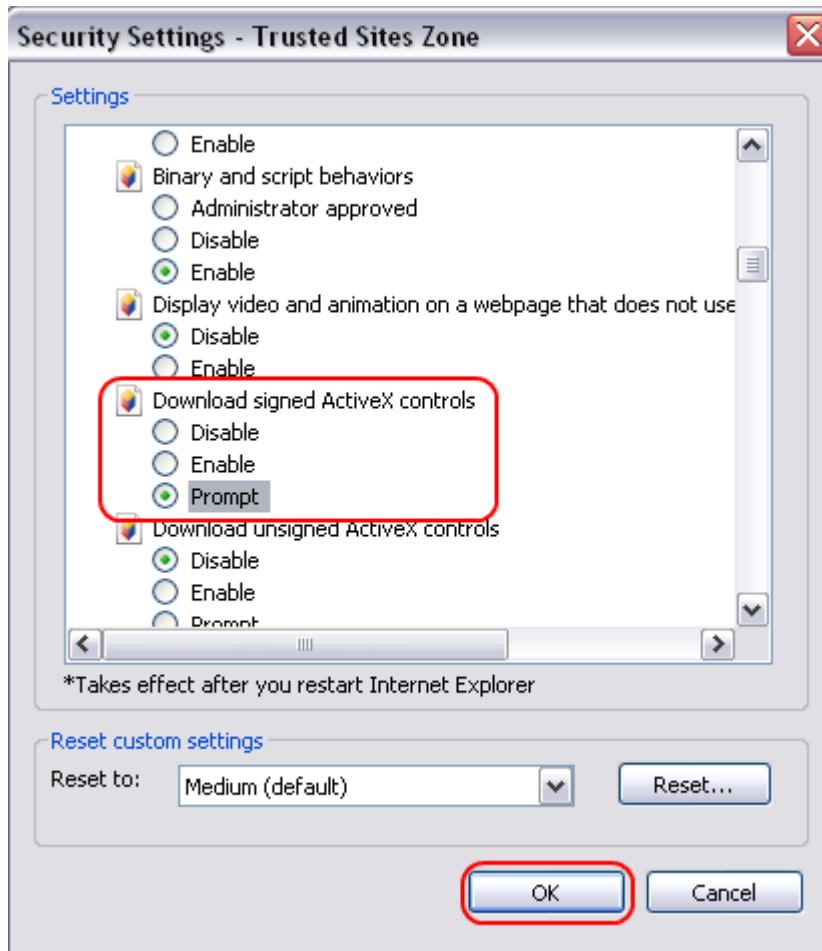 Security Settings - Trusted Sites Zone
Settings
Enable
Binary and script behaviors
Administrator approved
Disable
Enable
Display video and animation on a webpage that does not use
Disable
Enable
Download signed ActiveX controls
Disable
Enable
Prompt
Download unsigned ActiveX controls
Disable
Enable
Prompt
*Takes effect after you restart Internet Explorer
Reset custom settings
Reset to: Medium (default) Reset...
OK Cancel